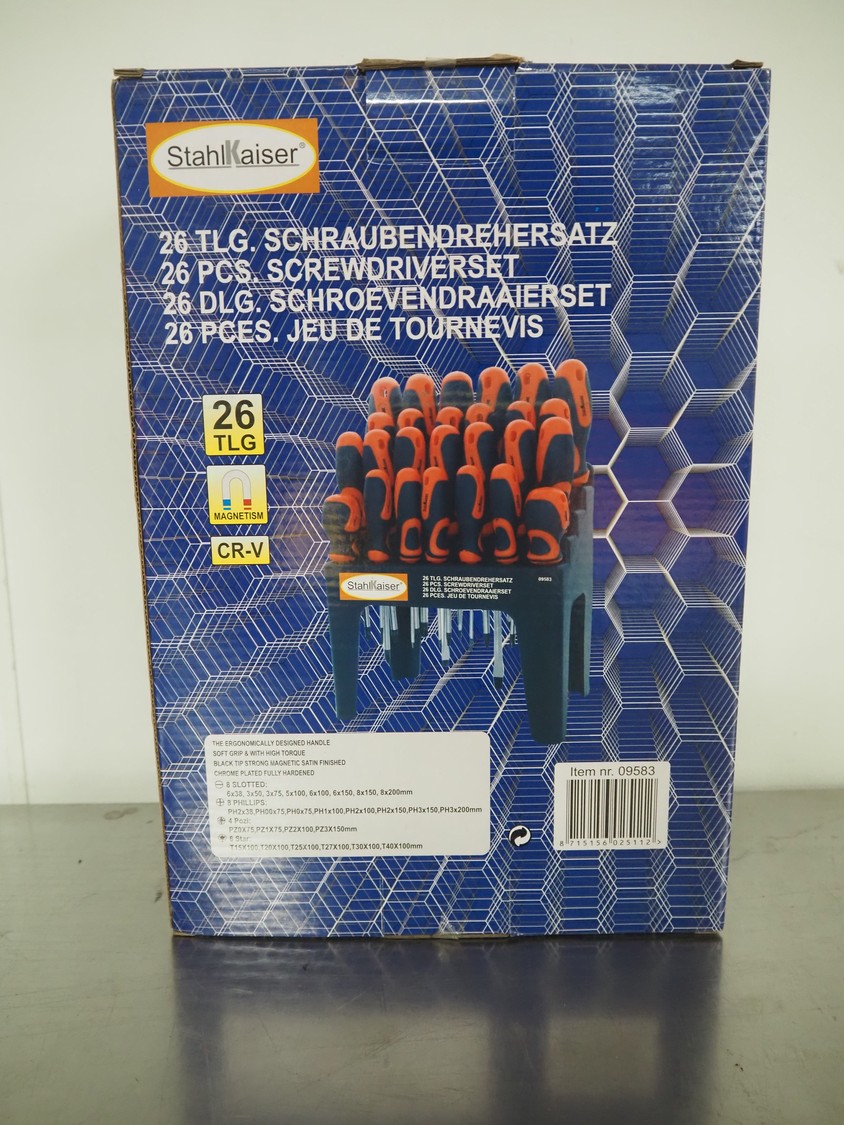 StahlKaiser®
26 TLG. SCHRAUBENDREHERSATZ
26 PCS. SCREWDRIVERSET
26 DLG. SCHROEVENDRAAIERSET
26 PCES. JEU DE TOURNEVIS
26
TLG
MAGNETISM
CR-V
StahlKaiser®
26 TLG. SCHRAUBENDREHERSATZ
26 PCS. SCREWDRIVERSET
26 DLG. SCHROEVENDRAAIERSET
26 PCES. JEU DE TOURNEVIS
09583
THE ERGONOMICALLY DESIGNED HANDLE
SOFT GRIP & WITH HIGH TORQUE
BLACK TIP STRONG MAGNETIC SATIN FINISHED
CHROME PLATED FULLY HARDENED
8 SLOTTED:
6x38, 3x50, 3x75, 5x100, 6x100, 6x150, 8x150, 8x200mm
8 PHILLIPS:
PH2x38,PH00x75,PH0x75,PH1x100,PH2x100,PH2x150,PH3x150,PH3x200mm
4 Pozi:
PZ0X75,PZ1X75,PZ2X100,PZ3X150mm
6 Star:
T15X100,T20X100,T25X100,T27X100,T30X100,T40X100mm
Item nr. 09583
8 715156 025112 >